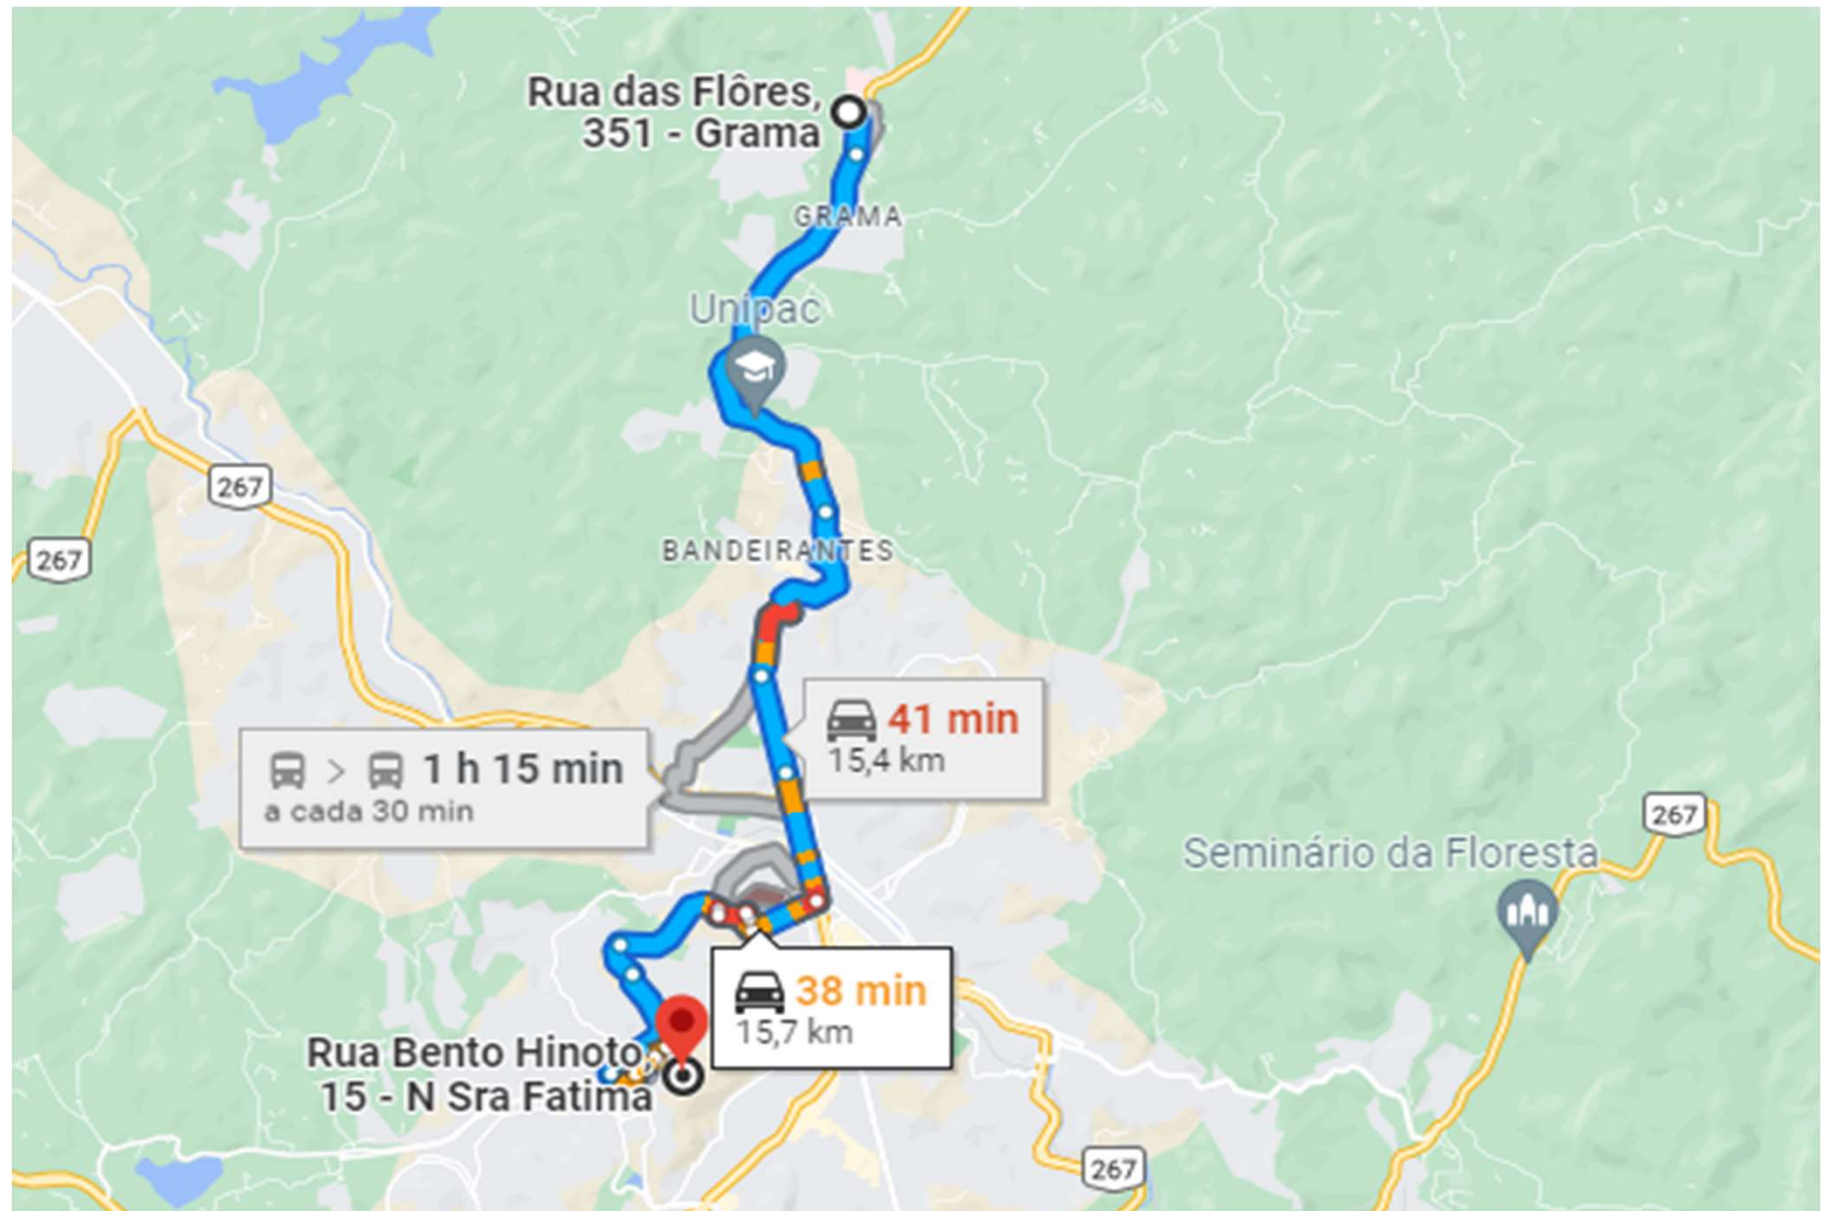 Rua das Flôres,
351 - Grama
GRAMA
Unipac
267
267
BANDEIRANTES
41 min
15,4 km
> 1 h 15 min
a cada 30 min
267
Seminário da Floresta
38 min
15,7 km
Rua Bento Hinoto,
15 - N Sra Fatima
267